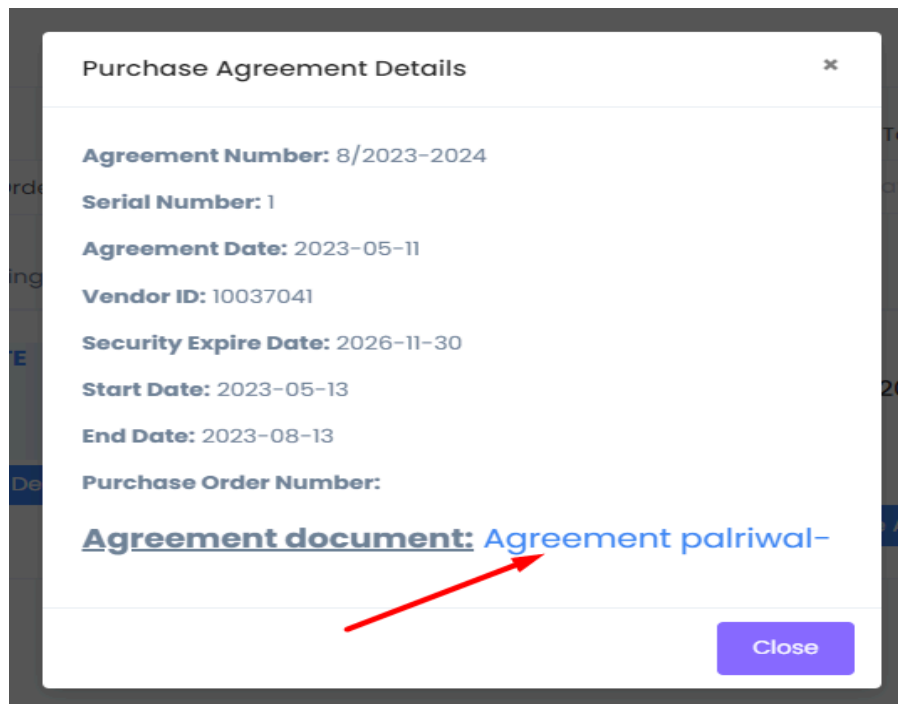 Purchase Agreement Details
×
Agreement Number: 8/2023-2024
Serial Number: 1
Agreement Date: 2023-05-11
Vendor ID: 10037041
Security Expire Date: 2026-11-30
Start Date: 2023-05-13
End Date: 2023-08-13
Purchase Order Number:
Agreement document: Agreement palriwal-
Close